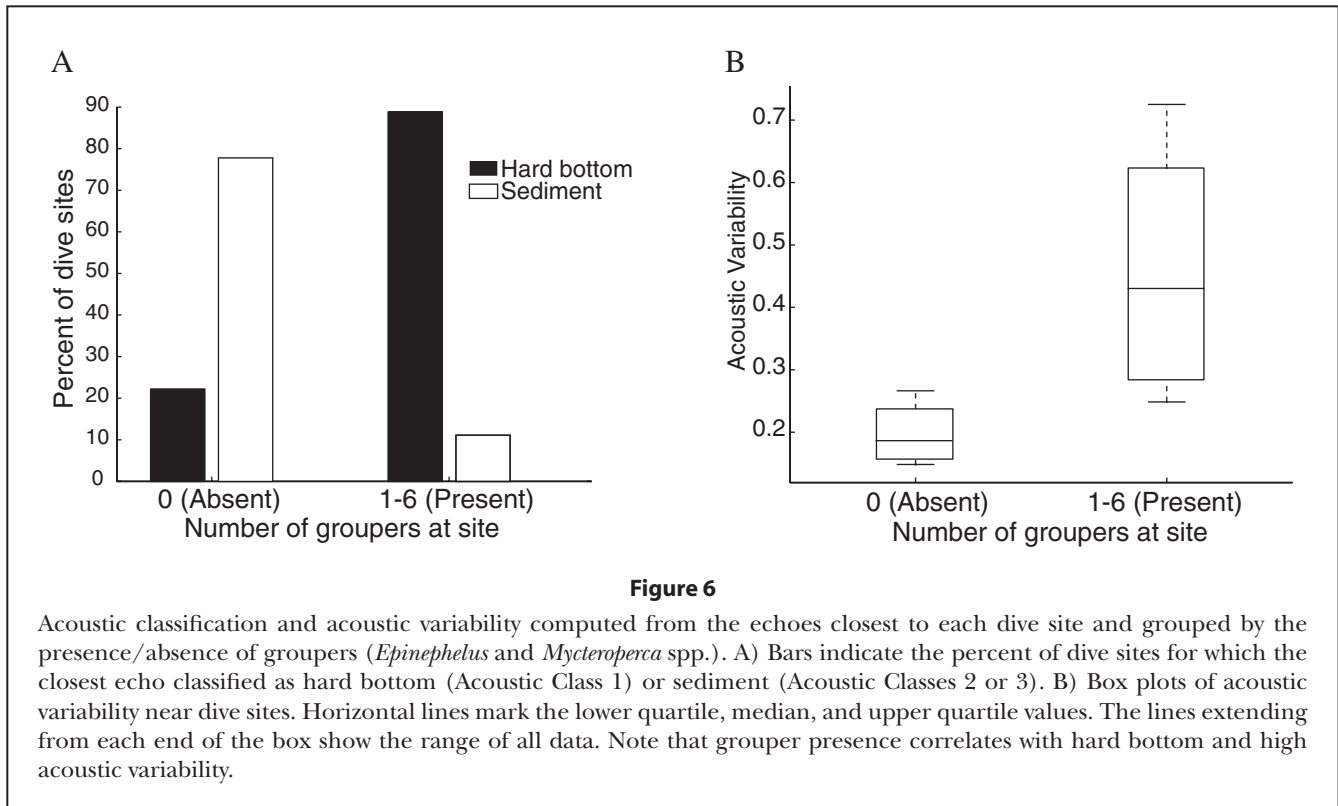 A
Percent of dive sites
90
80
70
60
50
40
30
20
10
0
Hard bottom
Sediment
0 (Absent)
1-6 (Present)
Number of groupers at site
B
Acoustic Variability
0.7
0.6
0.5
0.4
0.3
0.2
0 (Absent)
1-6 (Present)
Number of groupers at site
Figure 6
Acoustic classification and acoustic variability computed from the echoes closest to each dive site and grouped by the
presence/absence of groupers (Epinephelus and Mycteroperca spp.). A) Bars indicate the percent of dive sites for which the
closest echo classified as hard bottom (Acoustic Class 1) or sediment (Acoustic Classes 2 or 3). B) Box plots of acoustic
variability near dive sites. Horizontal lines mark the lower quartile, median, and upper quartile values. The lines extending
from each end of the box show the range of all data. Note that grouper presence correlates with hard bottom and high
acoustic variability.